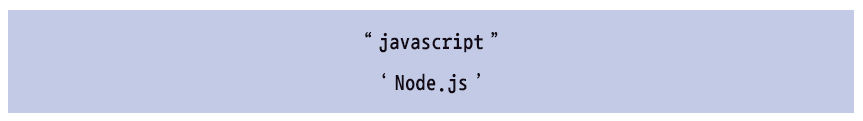 “ javascript ”
‘ Node.js ’